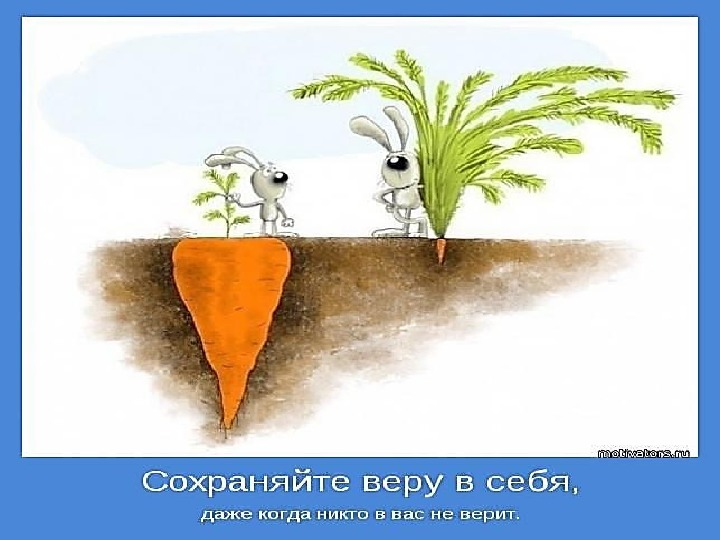 motivators.ru
Сохраняйте веру в себя,
даже когда никто в вас не верит.